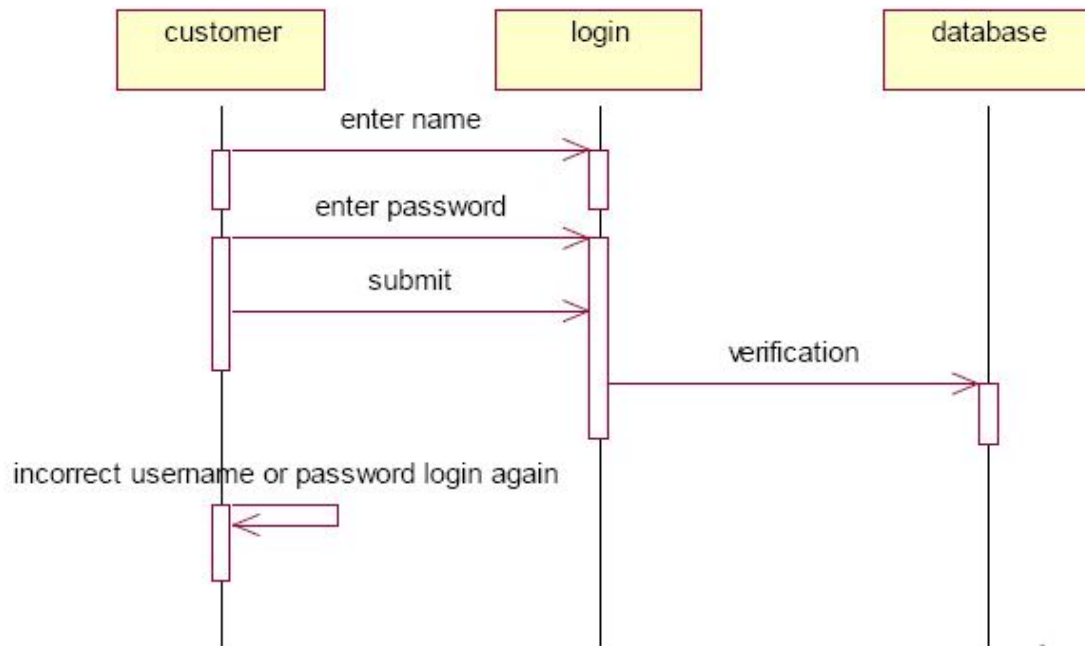 customer
login
database
enter name
enter password
submit
verification
incorrect username or password login again